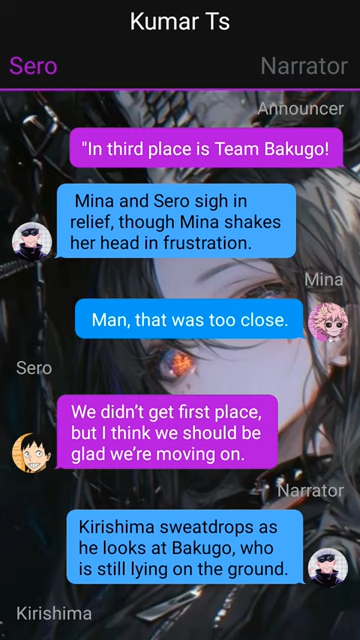 Kumar Ts
Sero
Narrator
Announcer
"In third place is Team Bakugo!
Mina and Sero sigh in
relief, though Mina shakes
her head in frustration.
Mina
Man, that was too close.
Sero
We didn't get first place,
but I think we should be
glad we're moving on.
Narrator
Kirishima sweatdrops as
he looks at Bakugo, who
is still lying on the ground.
Kirishima